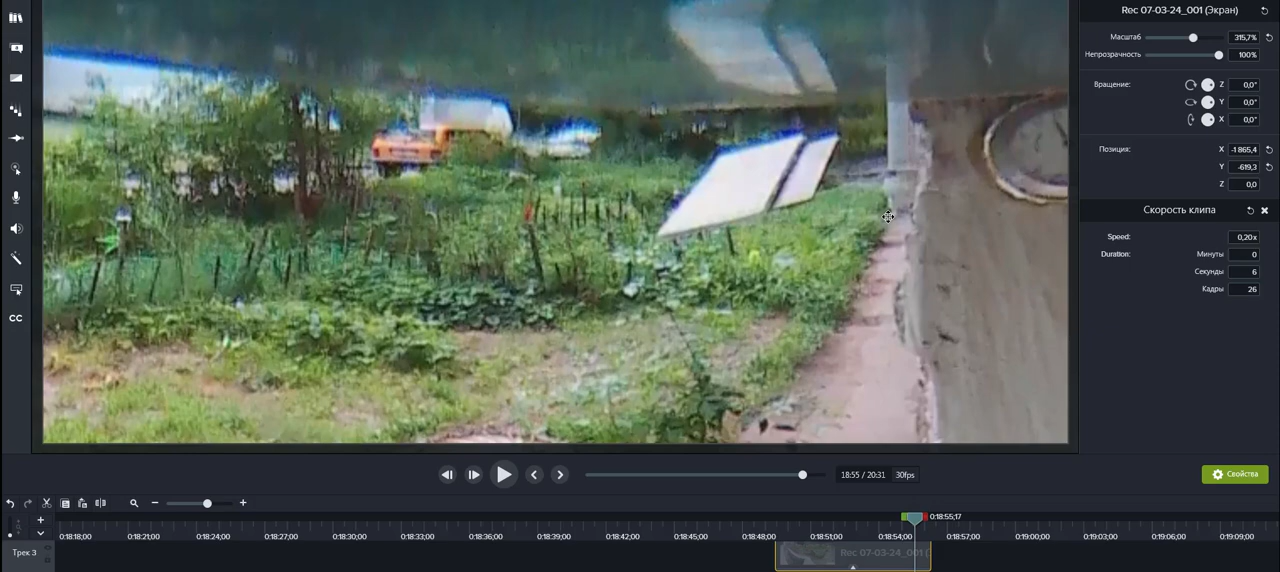 Rec 07-03-24_001 (Экран)
Масштаб 315,7%
Непрозрачность 100%
Вращение: Z 0,0°
Y 0,0°
X 0,0°
Позиция: X -1 865,4
Y -619,3
Z 0,0
Скорость клипа
Speed: 0,20x
Duration: Минуты 0
Секунды 6
Кадры 26
CC
18:55 / 20:31 30fps
Свойства
0:18:55;17
0:18:18;00 0:18:21;00 0:18:24;00 0:18:27;00 0:18:30;00 0:18:33;00 0:18:36;00 0:18:39;00 0:18:42;00 0:18:45;00 0:18:48;00 0:18:51;00 0:18:54;00 0:18:57;00 0:19:00;00 0:19:03;00 0:19:06;00 0:19:09;00
Трек 3
Rec 07-03-24_001 (